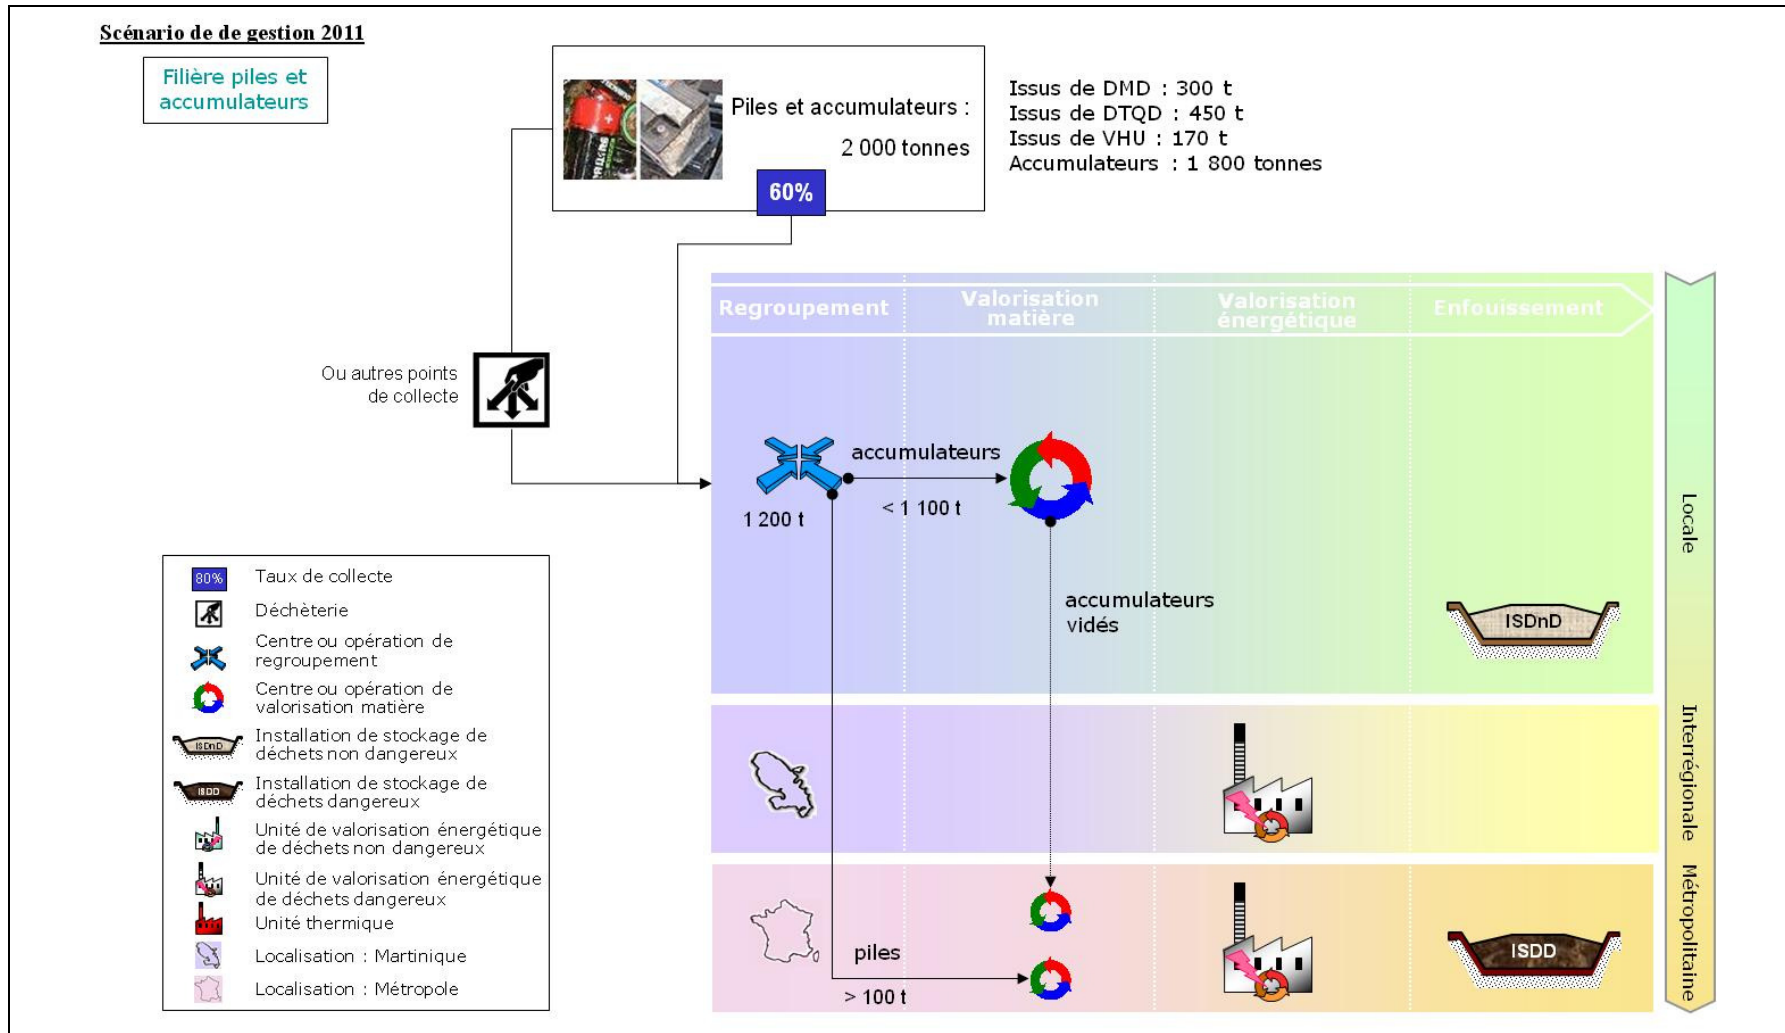 Scénario de de gestion 2011
Filière piles et
accumulateurs
Piles et accumulateurs :
2 000 tonnes
60%
Issus de DMD : 300 t
Issus de DTQD : 450 t
Issus de VHU : 170 t
Accumulateurs : 1 800 tonnes
Regroupement
Valorisation
matière
Valorisation
énergétique
Enfouissement
Ou autres points
de collecte
accumulateurs
< 1 100 t
1 200 t
accumulateurs
vidés
ISDnD
Locale
Interrégionale
Métropolitaine
piles
> 100 t
ISDD
80%
Taux de collecte
Déchèterie
Centre ou opération de
regroupement
Centre ou opération de
valorisation matière
ISDnD
Installation de stockage de
déchets non dangereux
ISDD
Installation de stockage de
déchets dangereux
Unité de valorisation énergétique
de déchets non dangereux
Unité de valorisation énergétique
de déchets dangereux
Unité thermique
Localisation : Martinique
Localisation : Métropole